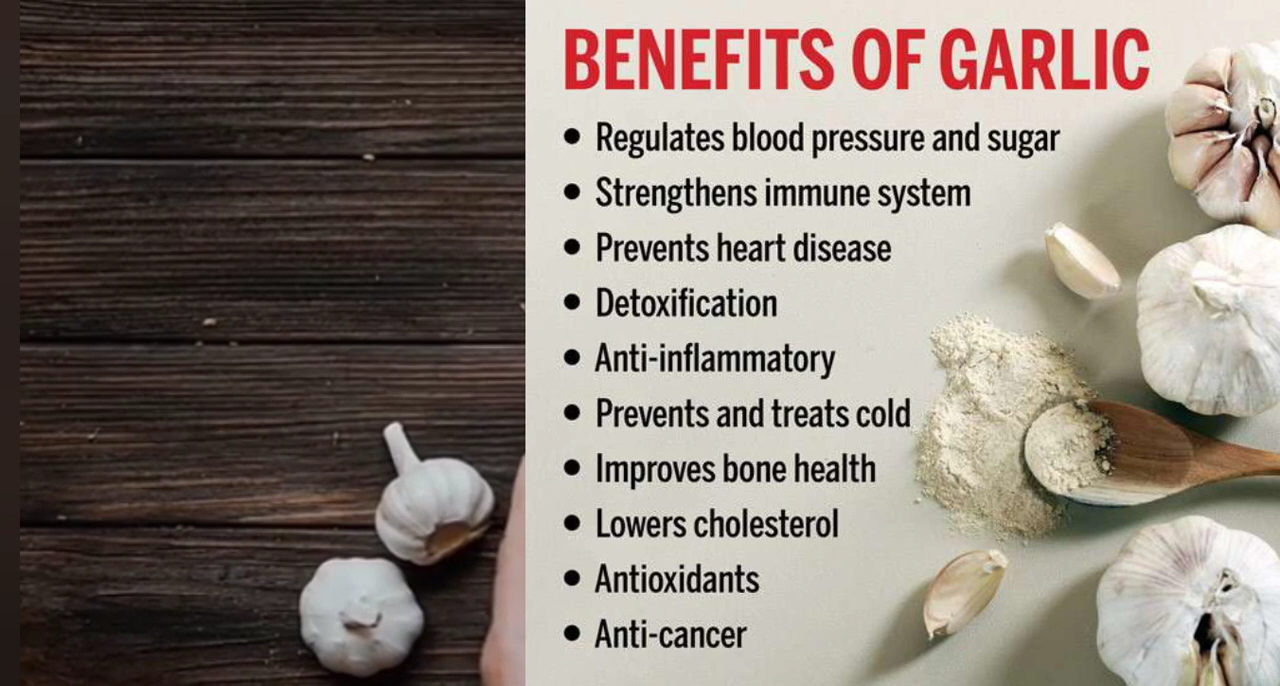 BENEFITS OF GARLIC
• Regulates blood pressure and sugar
• Strengthens immune system
• Prevents heart disease
• Detoxification
• Anti-inflammatory
• Prevents and treats cold
• Improves bone health
• Lowers cholesterol
• Antioxidants
• Anti-cancer